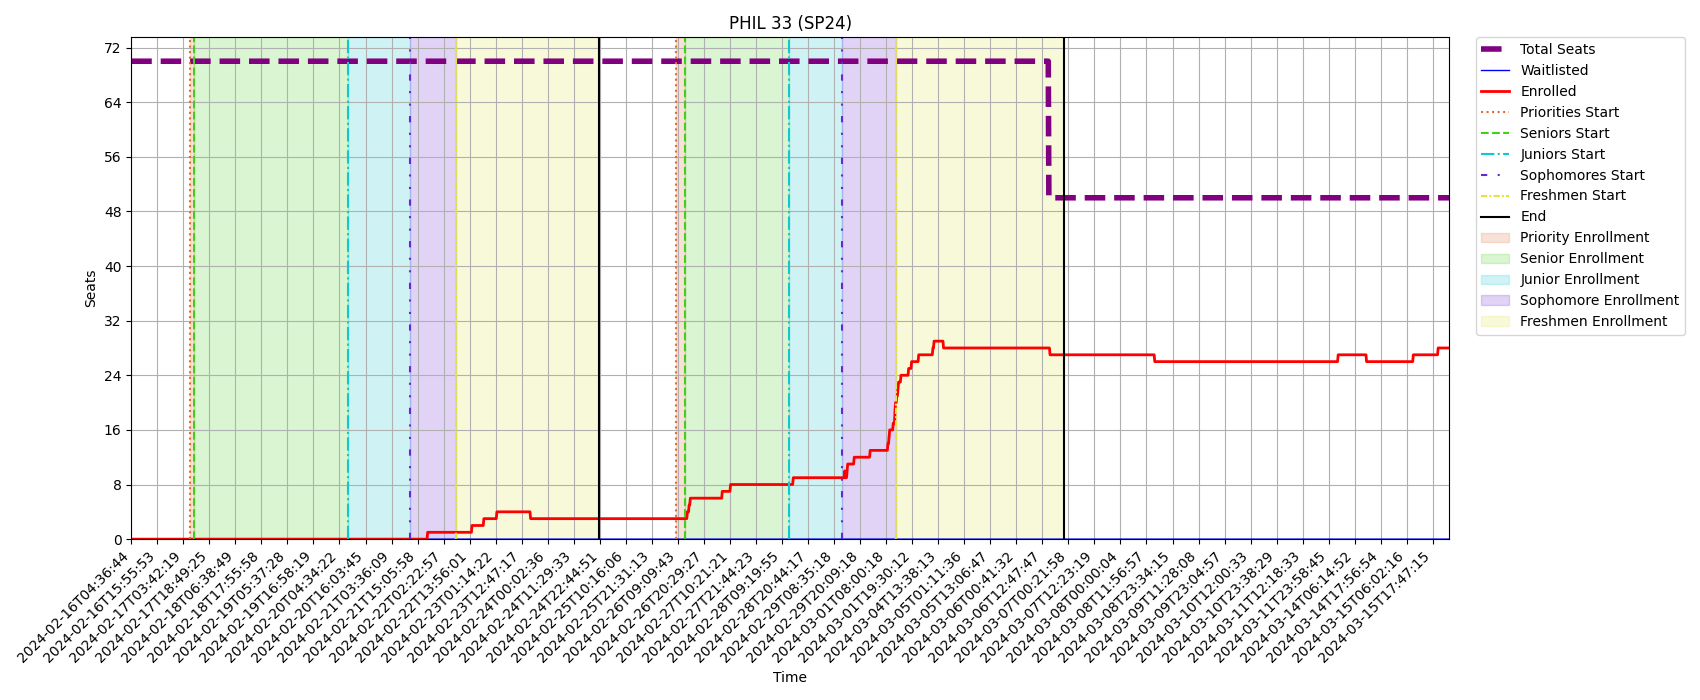 PHIL 33 (SP24)
72
64
56
48
40
32
24
16
8
0
Seats
2024-02-16T04:36:44
2024-02-16T15:55:53
2024-02-17T03:42:19
2024-02-17T18:49:25
2024-02-18T06:38:49
2024-02-18T17:55:58
2024-02-19T05:37:28
2024-02-19T16:58:19
2024-02-20T04:34:22
2024-02-20T16:03:45
2024-02-21T03:36:09
2024-02-21T15:05:58
2024-02-22T02:22:57
2024-02-22T13:56:01
2024-02-23T01:14:22
2024-02-23T12:47:17
2024-02-24T00:02:36
2024-02-24T11:29:33
2024-02-24T22:44:51
2024-02-25T10:16:06
2024-02-25T21:31:13
2024-02-26T09:09:43
2024-02-26T20:29:27
2024-02-27T10:21:21
2024-02-27T21:44:23
2024-02-28T09:19:55
2024-02-28T20:44:17
2024-02-29T08:35:18
2024-02-29T20:09:18
2024-03-01T08:00:18
2024-03-01T19:30:12
2024-03-04T13:38:13
2024-03-05T01:11:36
2024-03-05T13:06:47
2024-03-06T00:41:32
2024-03-06T12:47:47
2024-03-07T00:21:58
2024-03-07T12:23:19
2024-03-08T00:00:04
2024-03-08T11:56:57
2024-03-08T23:34:15
2024-03-09T11:28:08
2024-03-09T23:04:57
2024-03-10T12:00:33
2024-03-10T23:38:29
2024-03-11T12:18:33
2024-03-11T23:58:45
2024-03-14T06:14:52
2024-03-14T17:56:54
2024-03-15T06:02:16
2024-03-15T17:47:15
Time
Total Seats
Waitlisted
Enrolled
Priorities Start
Seniors Start
Juniors Start
Sophomores Start
Freshmen Start
End
Priority Enrollment
Senior Enrollment
Junior Enrollment
Sophomore Enrollment
Freshmen Enrollment